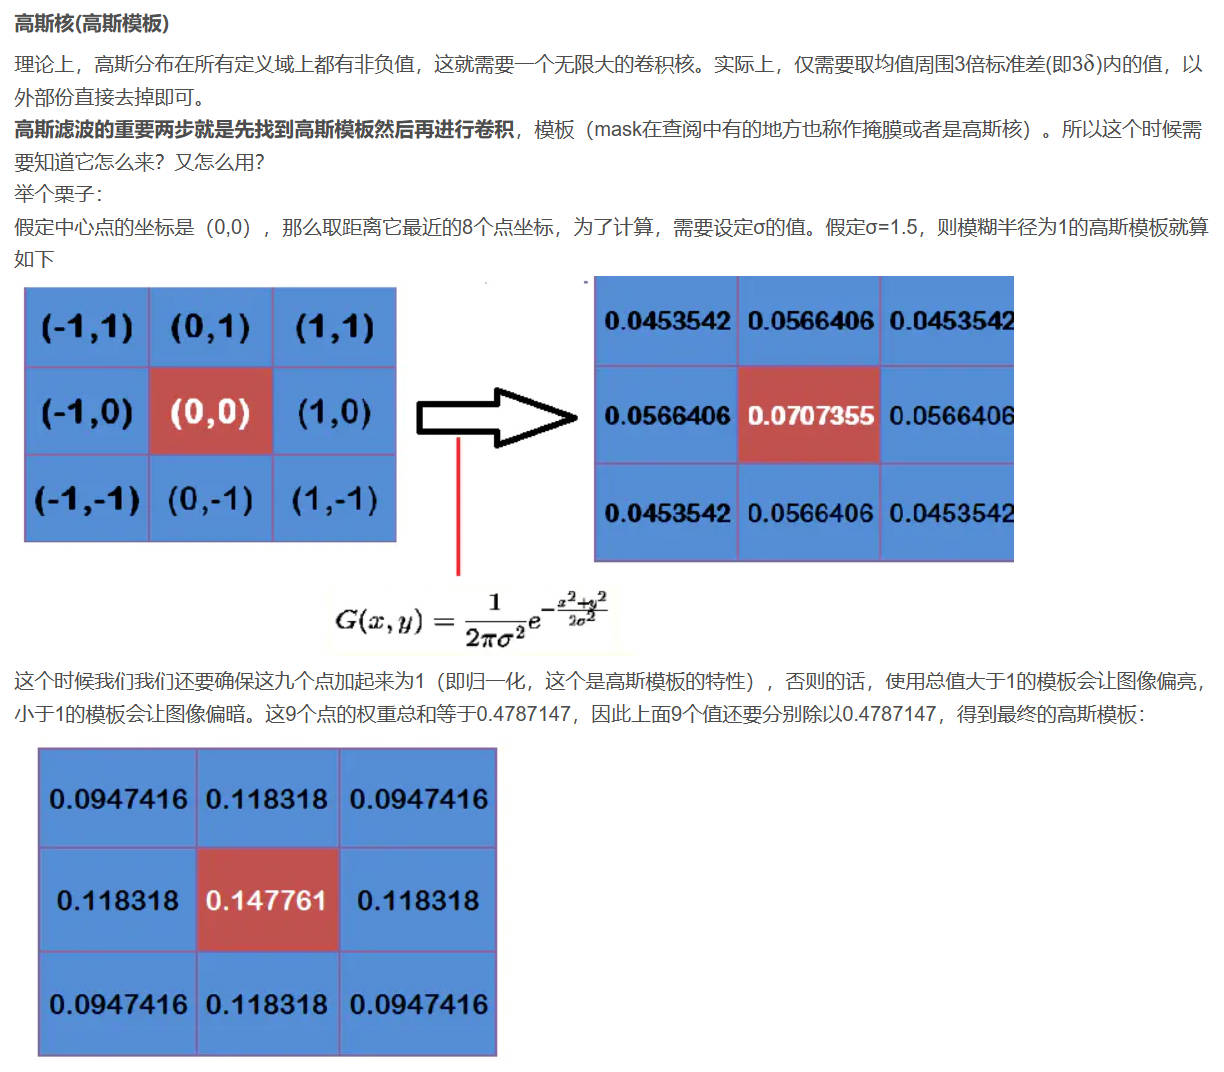 高斯核(高斯模板)
理论上，高斯分布在所有定义域上都有非负值，这就需要一个无限大的卷积核。实际上，仅需要取均值周围3倍标准差(即3δ)内的值，以
外部份直接去掉即可。
高斯滤波的重要两步就是先找到高斯模板然后再进行卷积，模板（mask在查阅中有的地方也称作掩膜或者是高斯核）。所以这个时候需
要知道它怎么来？又怎么用？
举个栗子：
假定中心点的坐标是（0,0），那么取距离它最近的8个点坐标，为了计算，需要设定σ的值。假定σ=1.5，则模糊半径为1的高斯模板就算
如下
(-1,1) (0,1) (1,1)
(-1,0) (0,0) (1,0)
(-1,-1) (0,-1) (1,-1)
0.0453542 0.0566406 0.0453542
0.0566406 0.0707355 0.0566406
0.0453542 0.0566406 0.0453542
G(x, y) = \frac{1}{2πσ^2} e^{-\frac{x^2+y^2}{2σ^2}}
这个时候我们我们还要确保这九个点加起来为1（即归一化，这个是高斯模板的特性），否则的话，使用总值大于1的模板会让图像偏亮，
小于1的模板会让图像偏暗。这9个点的权重总和等于0.4787147，因此上面9个值还要分别除以0.4787147，得到最终的高斯模板：
0.0947416 0.118318 0.0947416
0.118318 0.147761 0.118318
0.0947416 0.118318 0.0947416